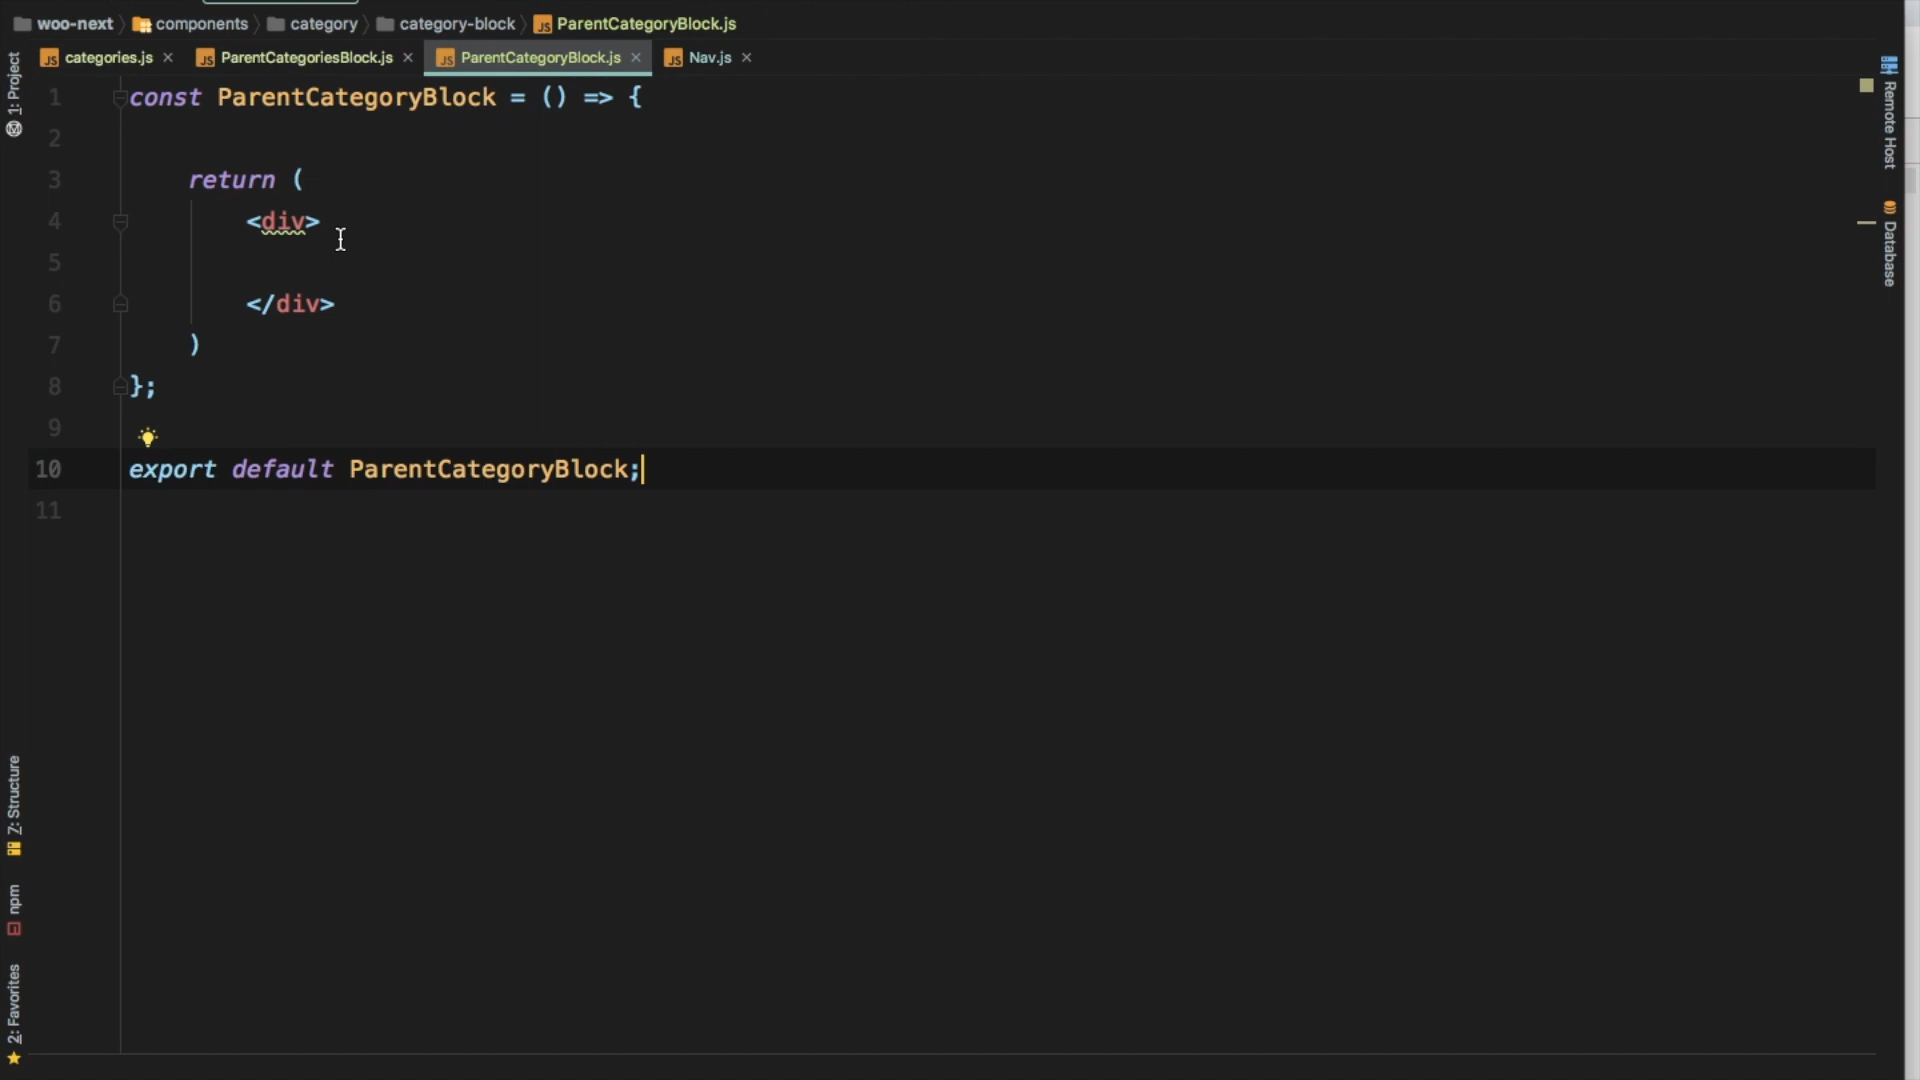 woo-next components category category-block ParentCategoryBlock.js
categories.js ParentCategoriesBlock.js ParentCategoryBlock.js Nav.js
1: Project
Remote Host
Database
1 const ParentCategoryBlock = () => {
2
3 return (
4 <div>
5
6 </div>
7 )
8 };
9
10 export default ParentCategoryBlock;
11
Z: Structure
npm
2: Favorites